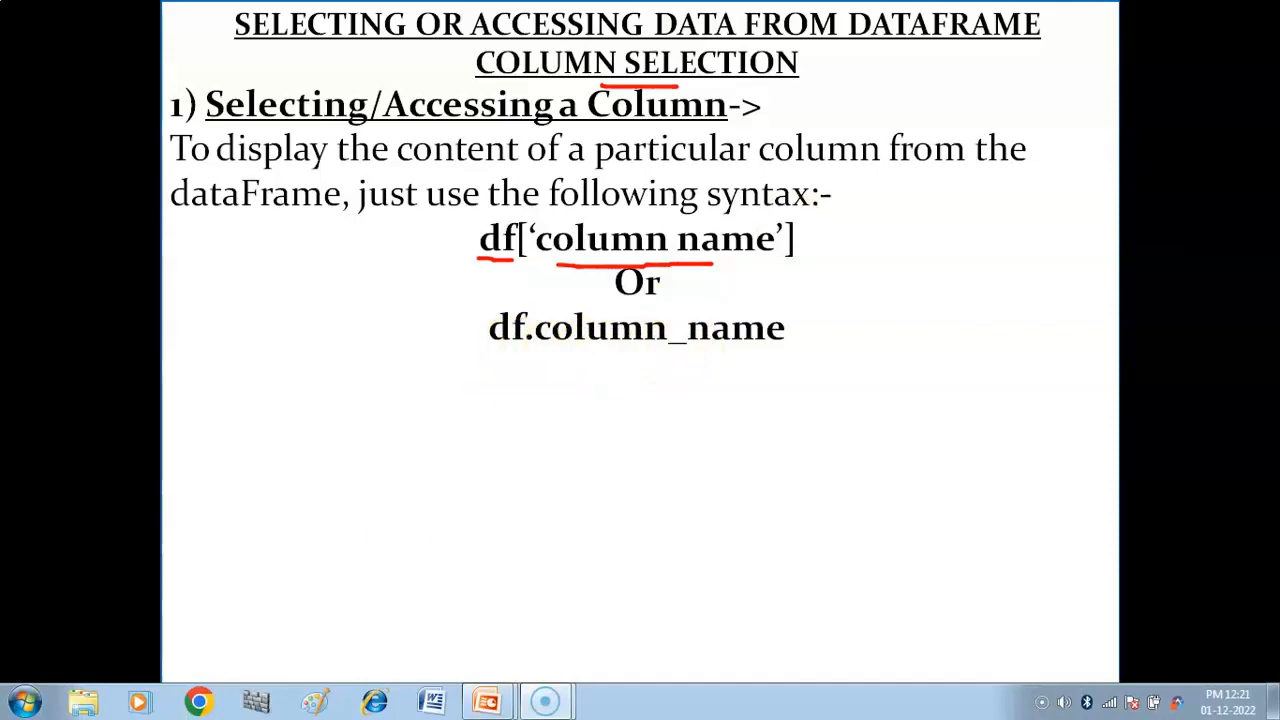 SELECTING OR ACCESSING DATA FROM DATAFRAME
COLUMN SELECTION
1) Selecting/Accessing a Column->
To display the content of a particular column from the
dataFrame, just use the following syntax:-
df[‘column name’]
Or
df.column_name
PM 12:21
01-12-2022